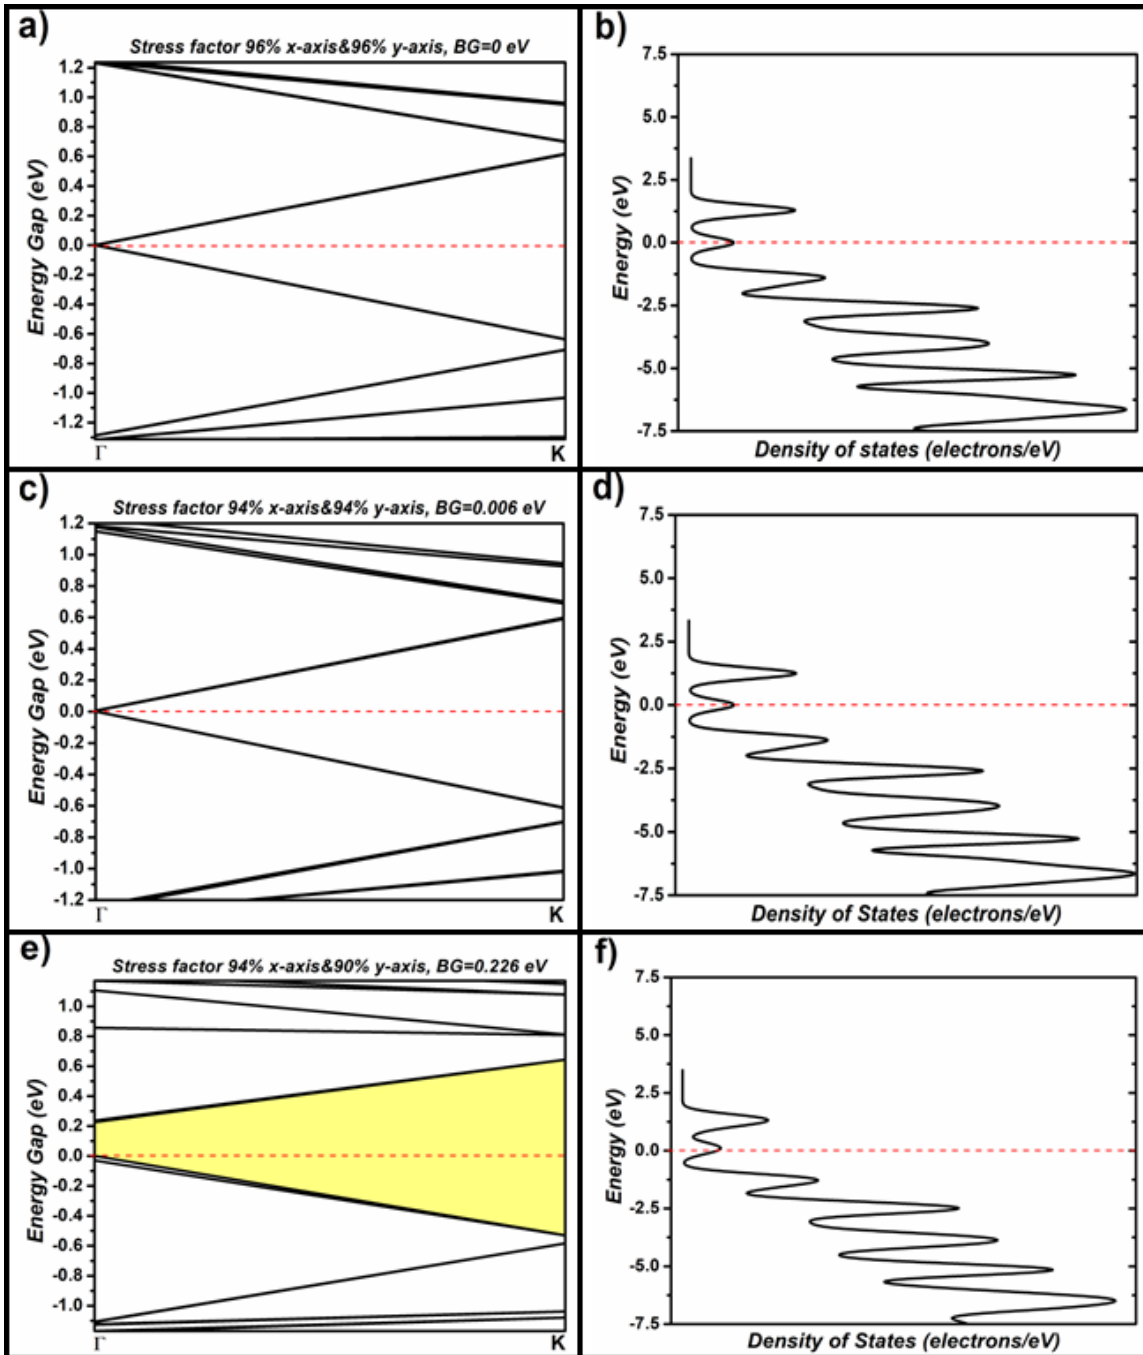 a)
Stress factor 96% x-axis&96% y-axis, BG=0 eV
Energy Gap (eV)
1.2
1.0
0.8
0.6
0.4
0.2
0.0
-0.2
-0.4
-0.6
-0.8
-1.0
-1.2
Γ K
b)
Energy (eV)
7.5
5.0
2.5
0.0
-2.5
-5.0
-7.5
Density of states (electrons/eV)
c)
Stress factor 94% x-axis&94% y-axis, BG=0.006 eV
Energy Gap (eV)
1.2
1.0
0.8
0.6
0.4
0.2
0.0
-0.2
-0.4
-0.6
-0.8
-1.0
-1.2
Γ K
d)
Energy (eV)
7.5
5.0
2.5
0.0
-2.5
-5.0
-7.5
Density of States (electrons/eV)
e)
Stress factor 94% x-axis&90% y-axis, BG=0.226 eV
Energy Gap (eV)
1.0
0.8
0.6
0.4
0.2
0.0
-0.2
-0.4
-0.6
-0.8
-1.0
Γ K
f)
Energy (eV)
7.5
5.0
2.5
0.0
-2.5
-5.0
-7.5
Density of States (electrons/eV)